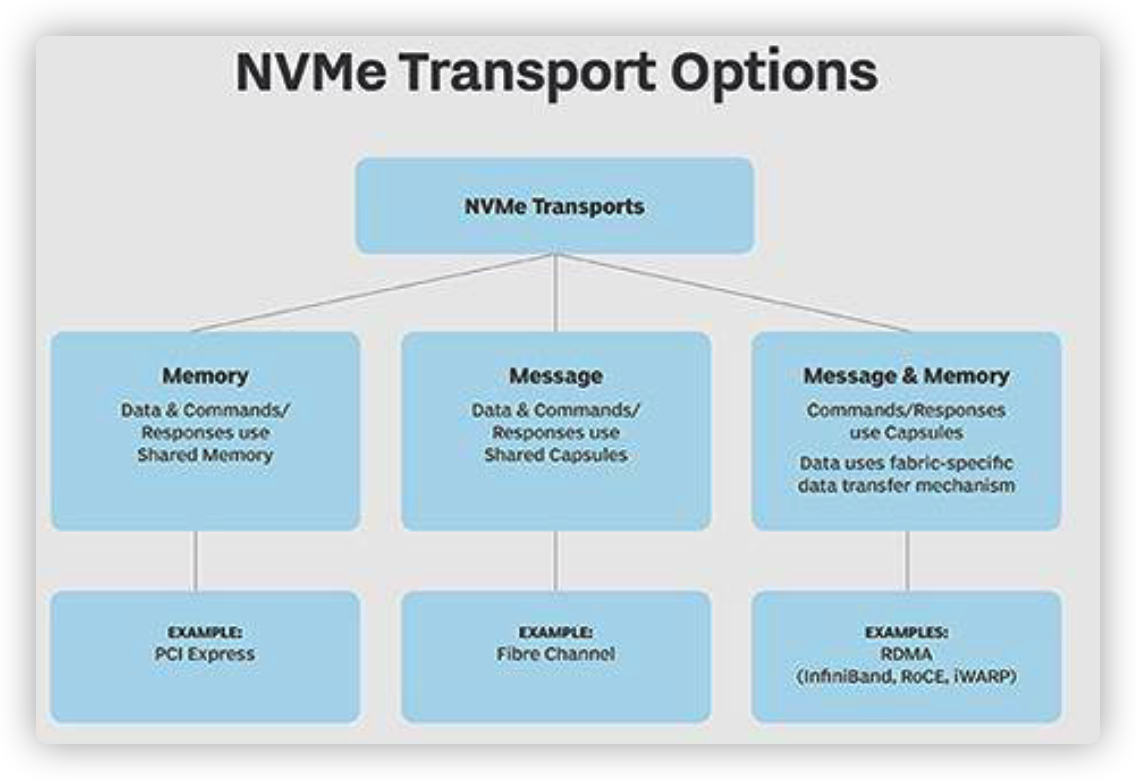 NVMe Transport Options
NVMe Transports
Memory
Data & Commands/
Responses use
Shared Memory
Message
Data & Commands/
Responses use
Shared Capsules
Message & Memory
Commands/Responses
use Capsules
Data uses fabric-specific
data transfer mechanism
EXAMPLE:
PCI Express
EXAMPLE:
Fibre Channel
EXAMPLES:
RDMA
(InfiniBand, RoCE, iWARP)